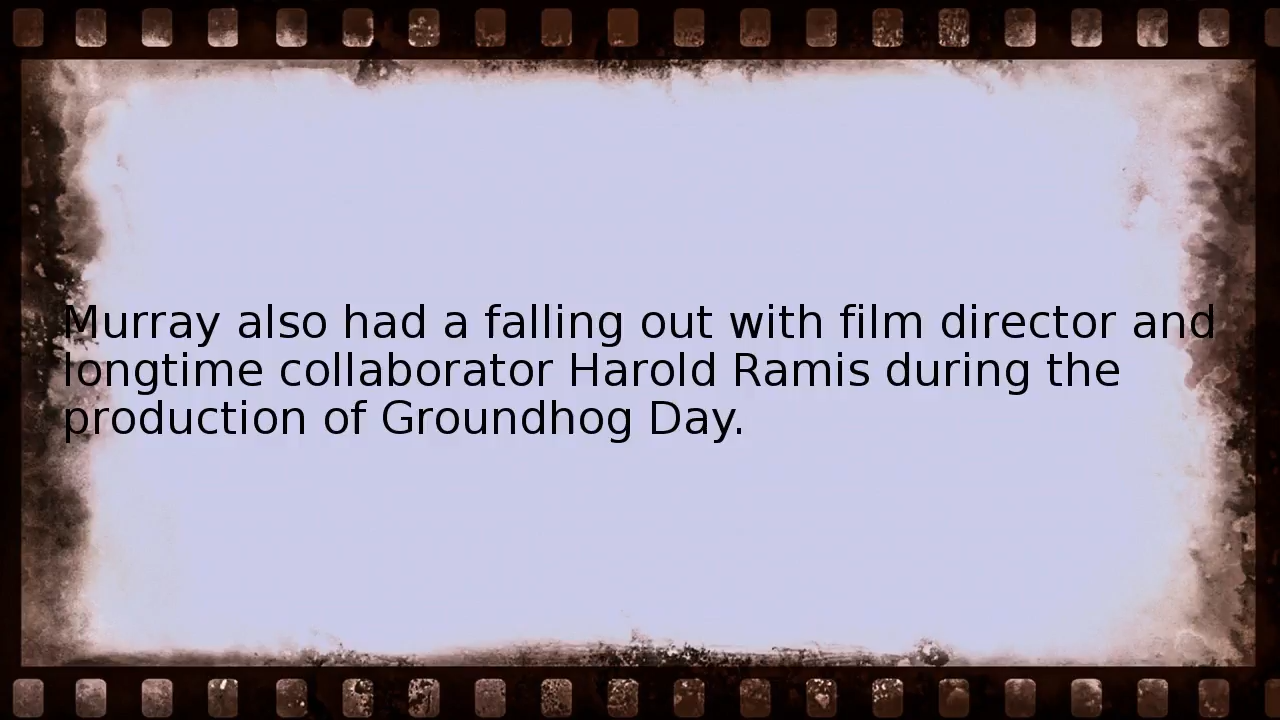 Murray also had a falling out with film director and
longtime collaborator Harold Ramis during the
production of Groundhog Day.